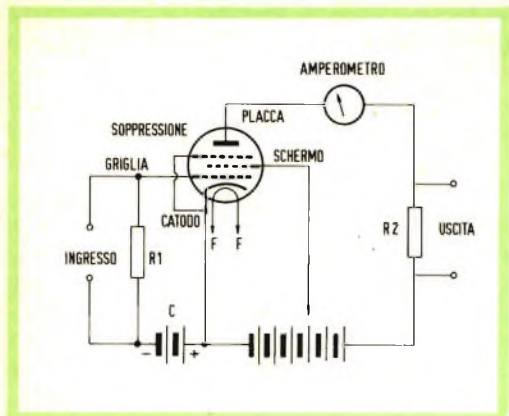 AMPEROMETRO
PLACCA
SOPPRESSIONE
SCHERMO
GRIGLIA
CATODO
F F
INGRESSO
R1
R2
USCITA
C
- +